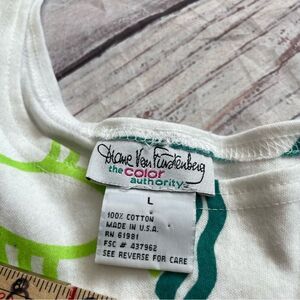 Diane Von Furstenberg
the color
authority
L
100% COTTON
MADE IN U.S.A.
RN 61981
FSC # 437962
SEE REVERSE FOR CARE